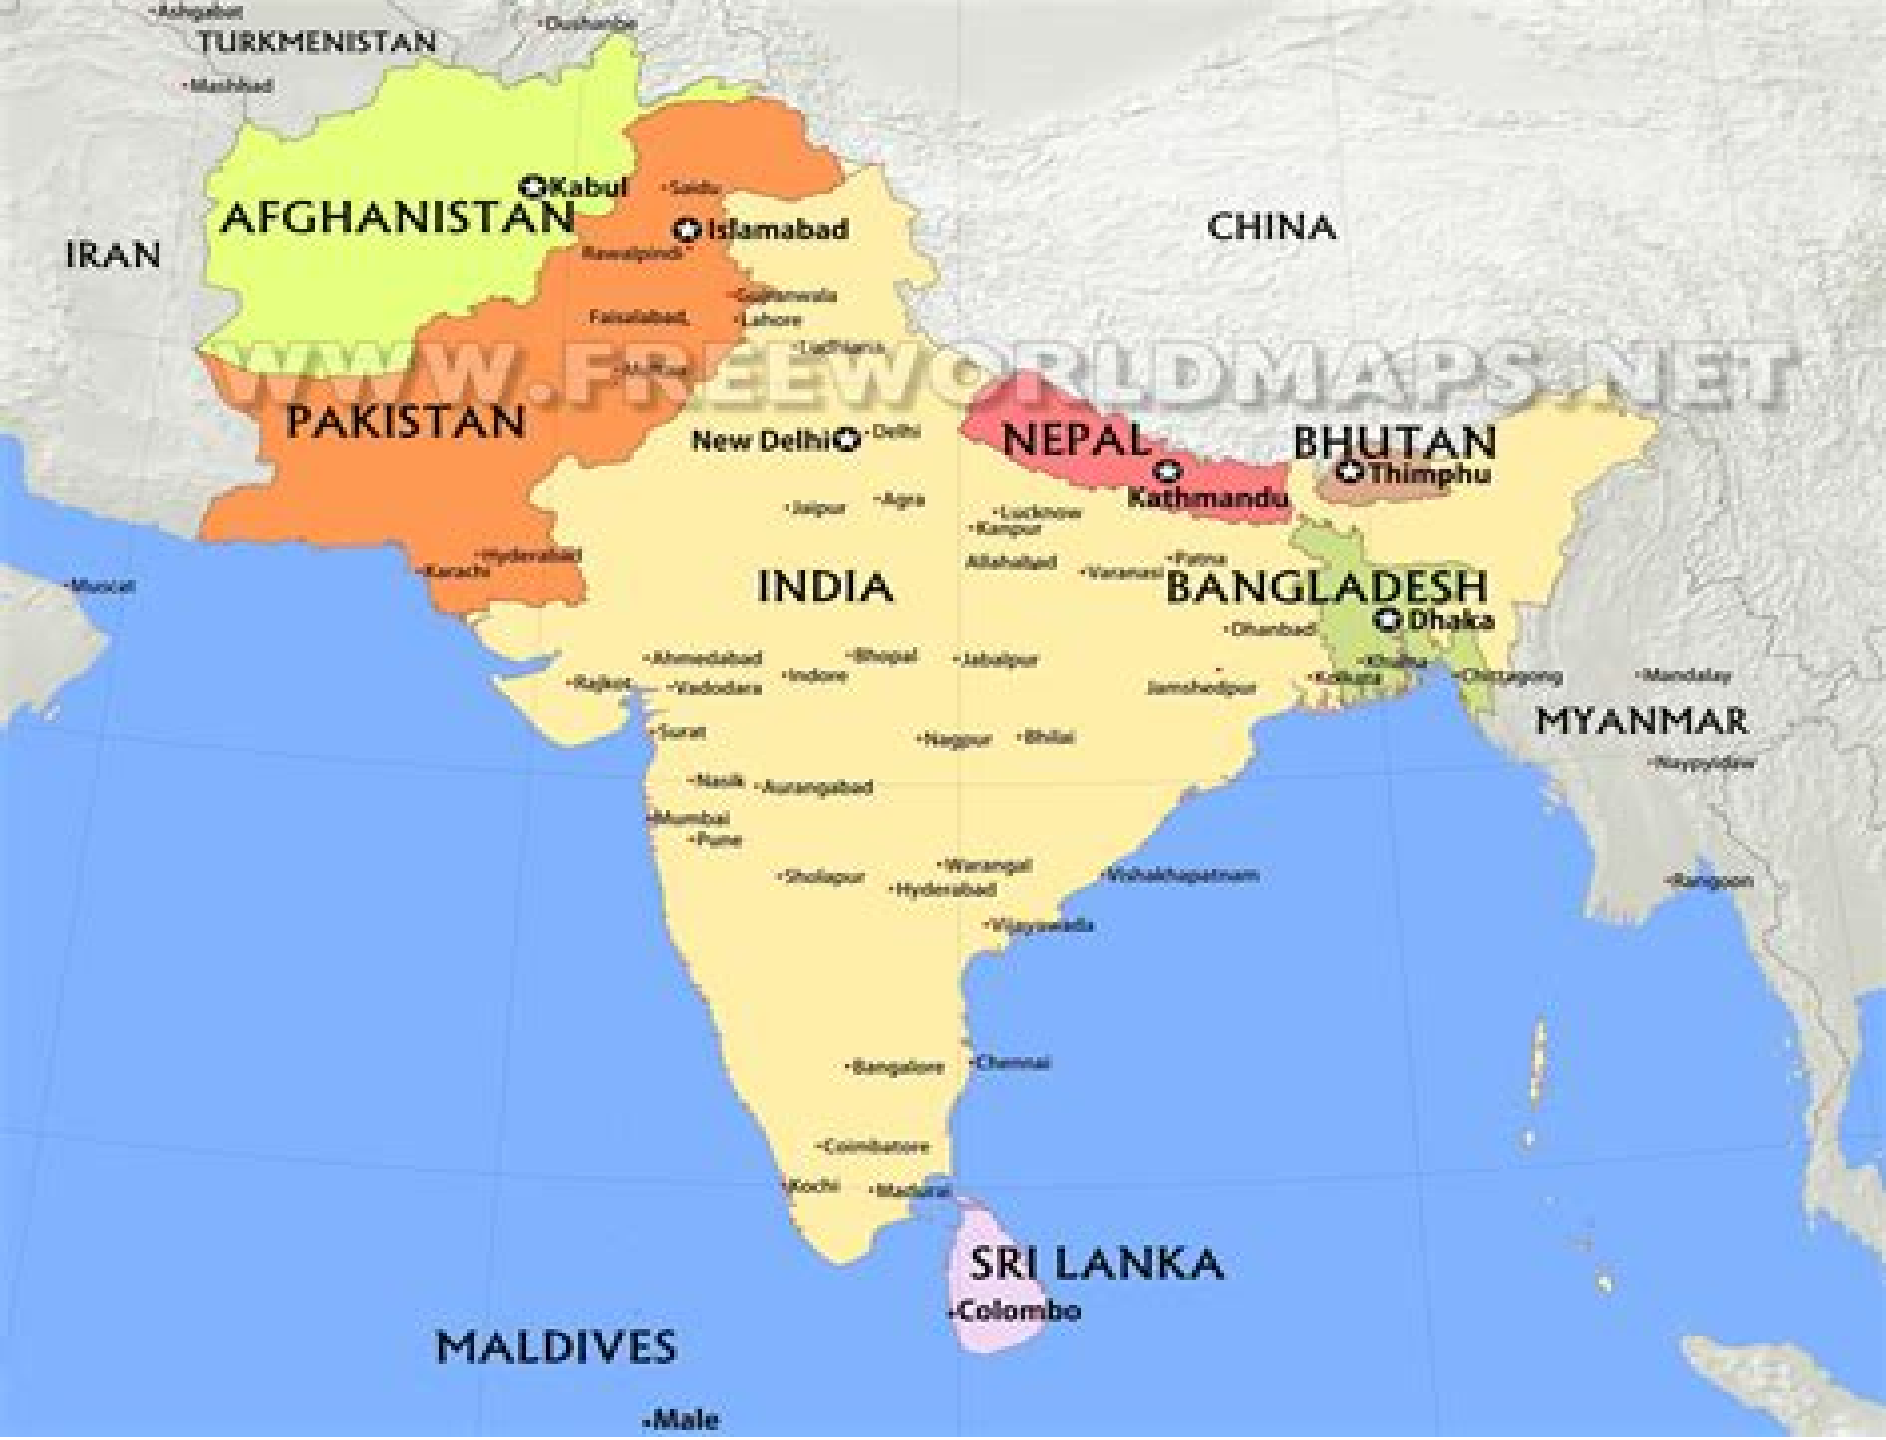 Ashgabat
Dushanbe
TURKMENISTAN
Mashhad
Kabul
Saidu
AFGHANISTAN
Islamabad
CHINA
IRAN
Rawalpindi
Gujranwala
Faisalabad
Lahore
Ludhiana
WWW.FREEWORLDMAPS.NET
Multan
PAKISTAN
New Delhi
Delhi
NEPAL
BHUTAN
Thimphu
Kathmandu
Jaipur
Agra
Lucknow
Kanpur
Hyderabad
Karachi
Allahabad
Varanasi
Patna
Muscat
INDIA
BANGLADESH
Dhaka
Dhanbad
Ahmedabad
Bhopal
Jabalpur
Khulna
Rajkot
Vadodara
Indore
Jamshedpur
Kolkata
Chittagong
Mandalay
MYANMAR
Surat
Nagpur
Bhilai
Naypyidaw
Nasik
Aurangabad
Mumbai
Pune
Sholapur
Warangal
Hyderabad
Vishakhapatnam
Rangoon
Vijayawada
Bangalore
Chennai
Coimbatore
Kochi
Madurai
SRI LANKA
Colombo
MALDIVES
Male